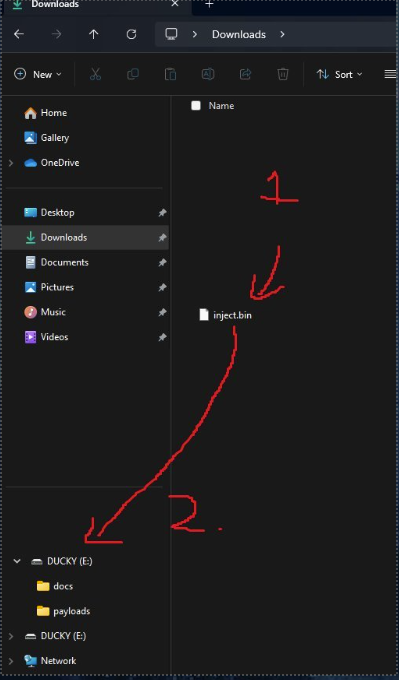 Downloads
Downloads
New
Sort
Name
Home
Gallery
OneDrive
1
Desktop
Downloads
Documents
Pictures
inject.bin
Music
Videos
2.
DUCKY (E:)
docs
payloads
DUCKY (E:)
Network